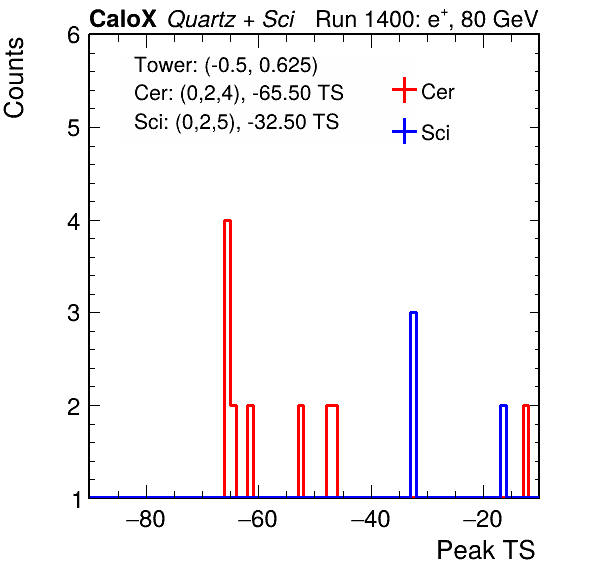 CaloX Quartz + Sci Run 1400: e⁺, 80 GeV
Counts
Tower: (-0.5, 0.625)
Cer: (0,2,4), -65.50 TS
Sci: (0,2,5), -32.50 TS
Cer
Sci
6
5
4
3
2
1
−80 −60 −40 −20
Peak TS